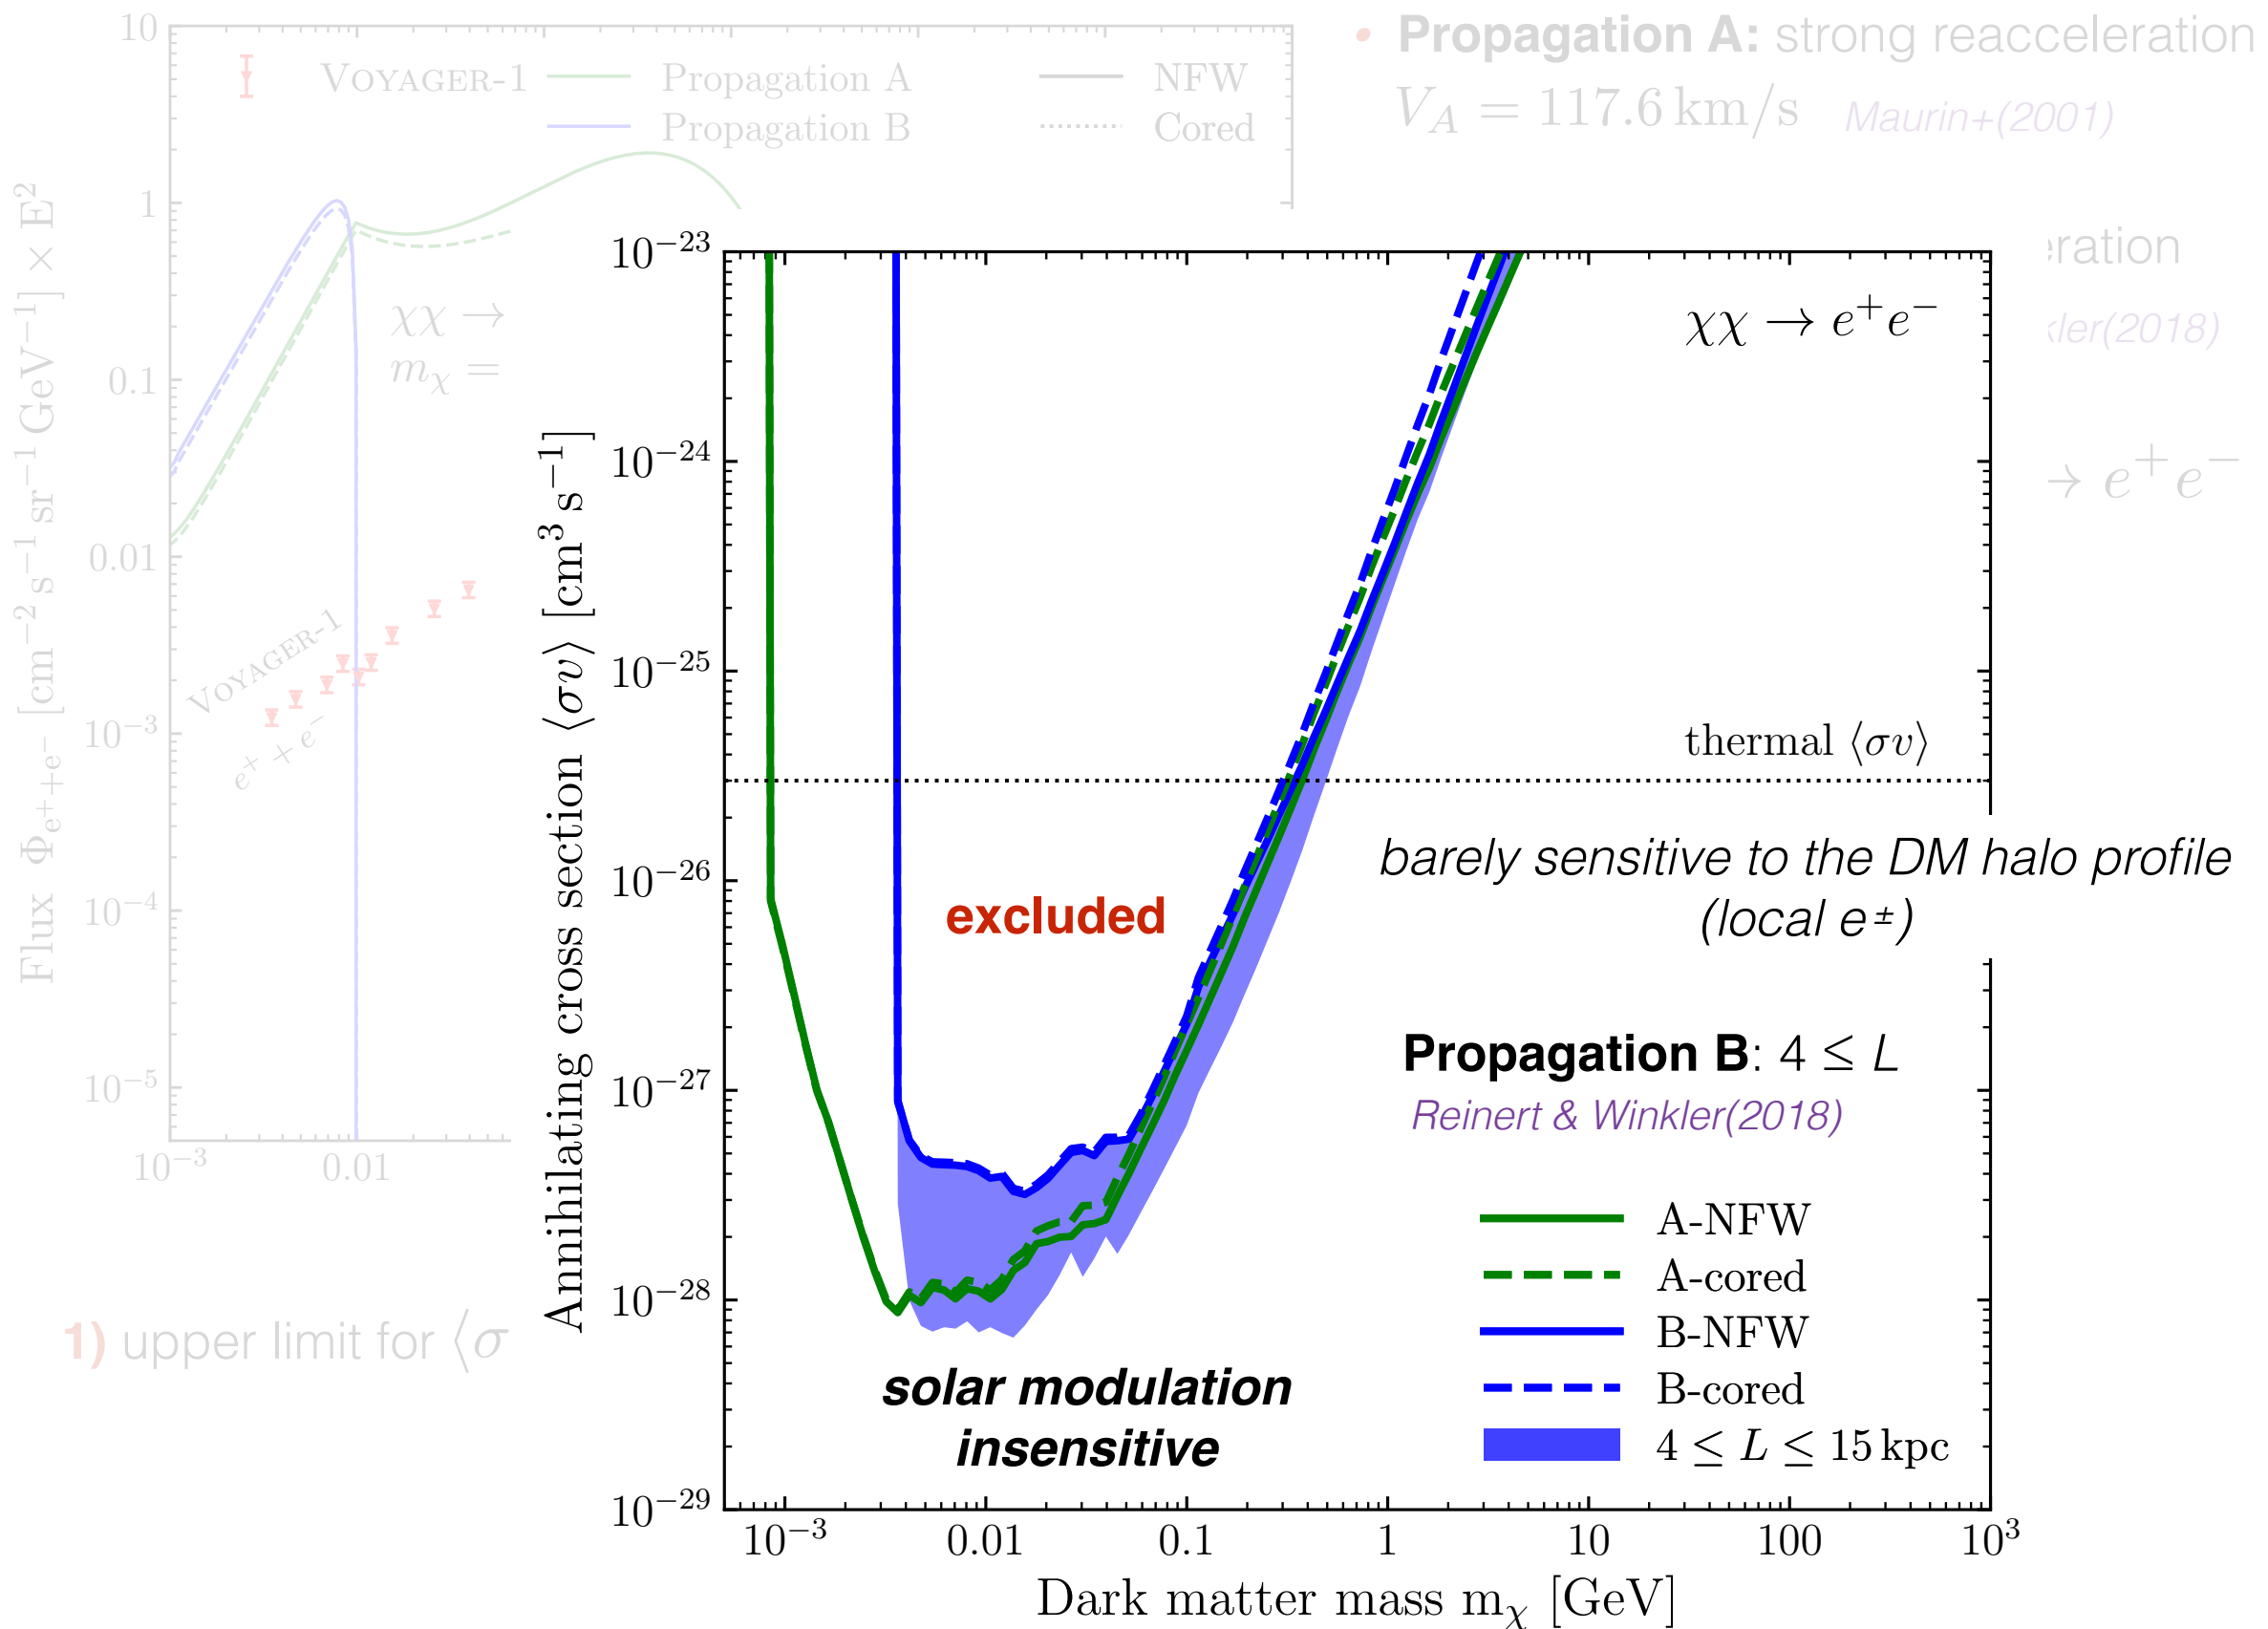 10
1
0.1
0.01
10⁻³
10⁻⁴
10⁻⁵
10⁻³
0.01
Flux Φ_{e⁺+e⁻} [cm⁻² s⁻¹ sr⁻¹ GeV⁻¹] × E²
VOYAGER-1
Propagation A
Propagation B
NFW
Cored
χχ →
m_χ =
VOYAGER-1
e⁺ + e⁻
• Propagation A: strong reacceleration
V_A = 117.6 km/s
Maurin+(2001)
→ e⁺e⁻
1) upper limit for ⟨σ
Annihilating cross section ⟨σv⟩ [cm³ s⁻¹]
10⁻²³
10⁻²⁴
10⁻²⁵
10⁻²⁶
10⁻²⁷
10⁻²⁸
10⁻²⁹
χχ → e⁺e⁻
thermal ⟨σv⟩
excluded
barely sensitive to the DM halo profile
(local e±)
Propagation B: 4 ≤ L
Reinert & Winkler(2018)
A-NFW
A-cored
B-NFW
B-cored
4 ≤ L ≤ 15 kpc
solar modulation
insensitive
10⁻³
0.01
0.1
1
10
100
10³
Dark matter mass m_χ [GeV]